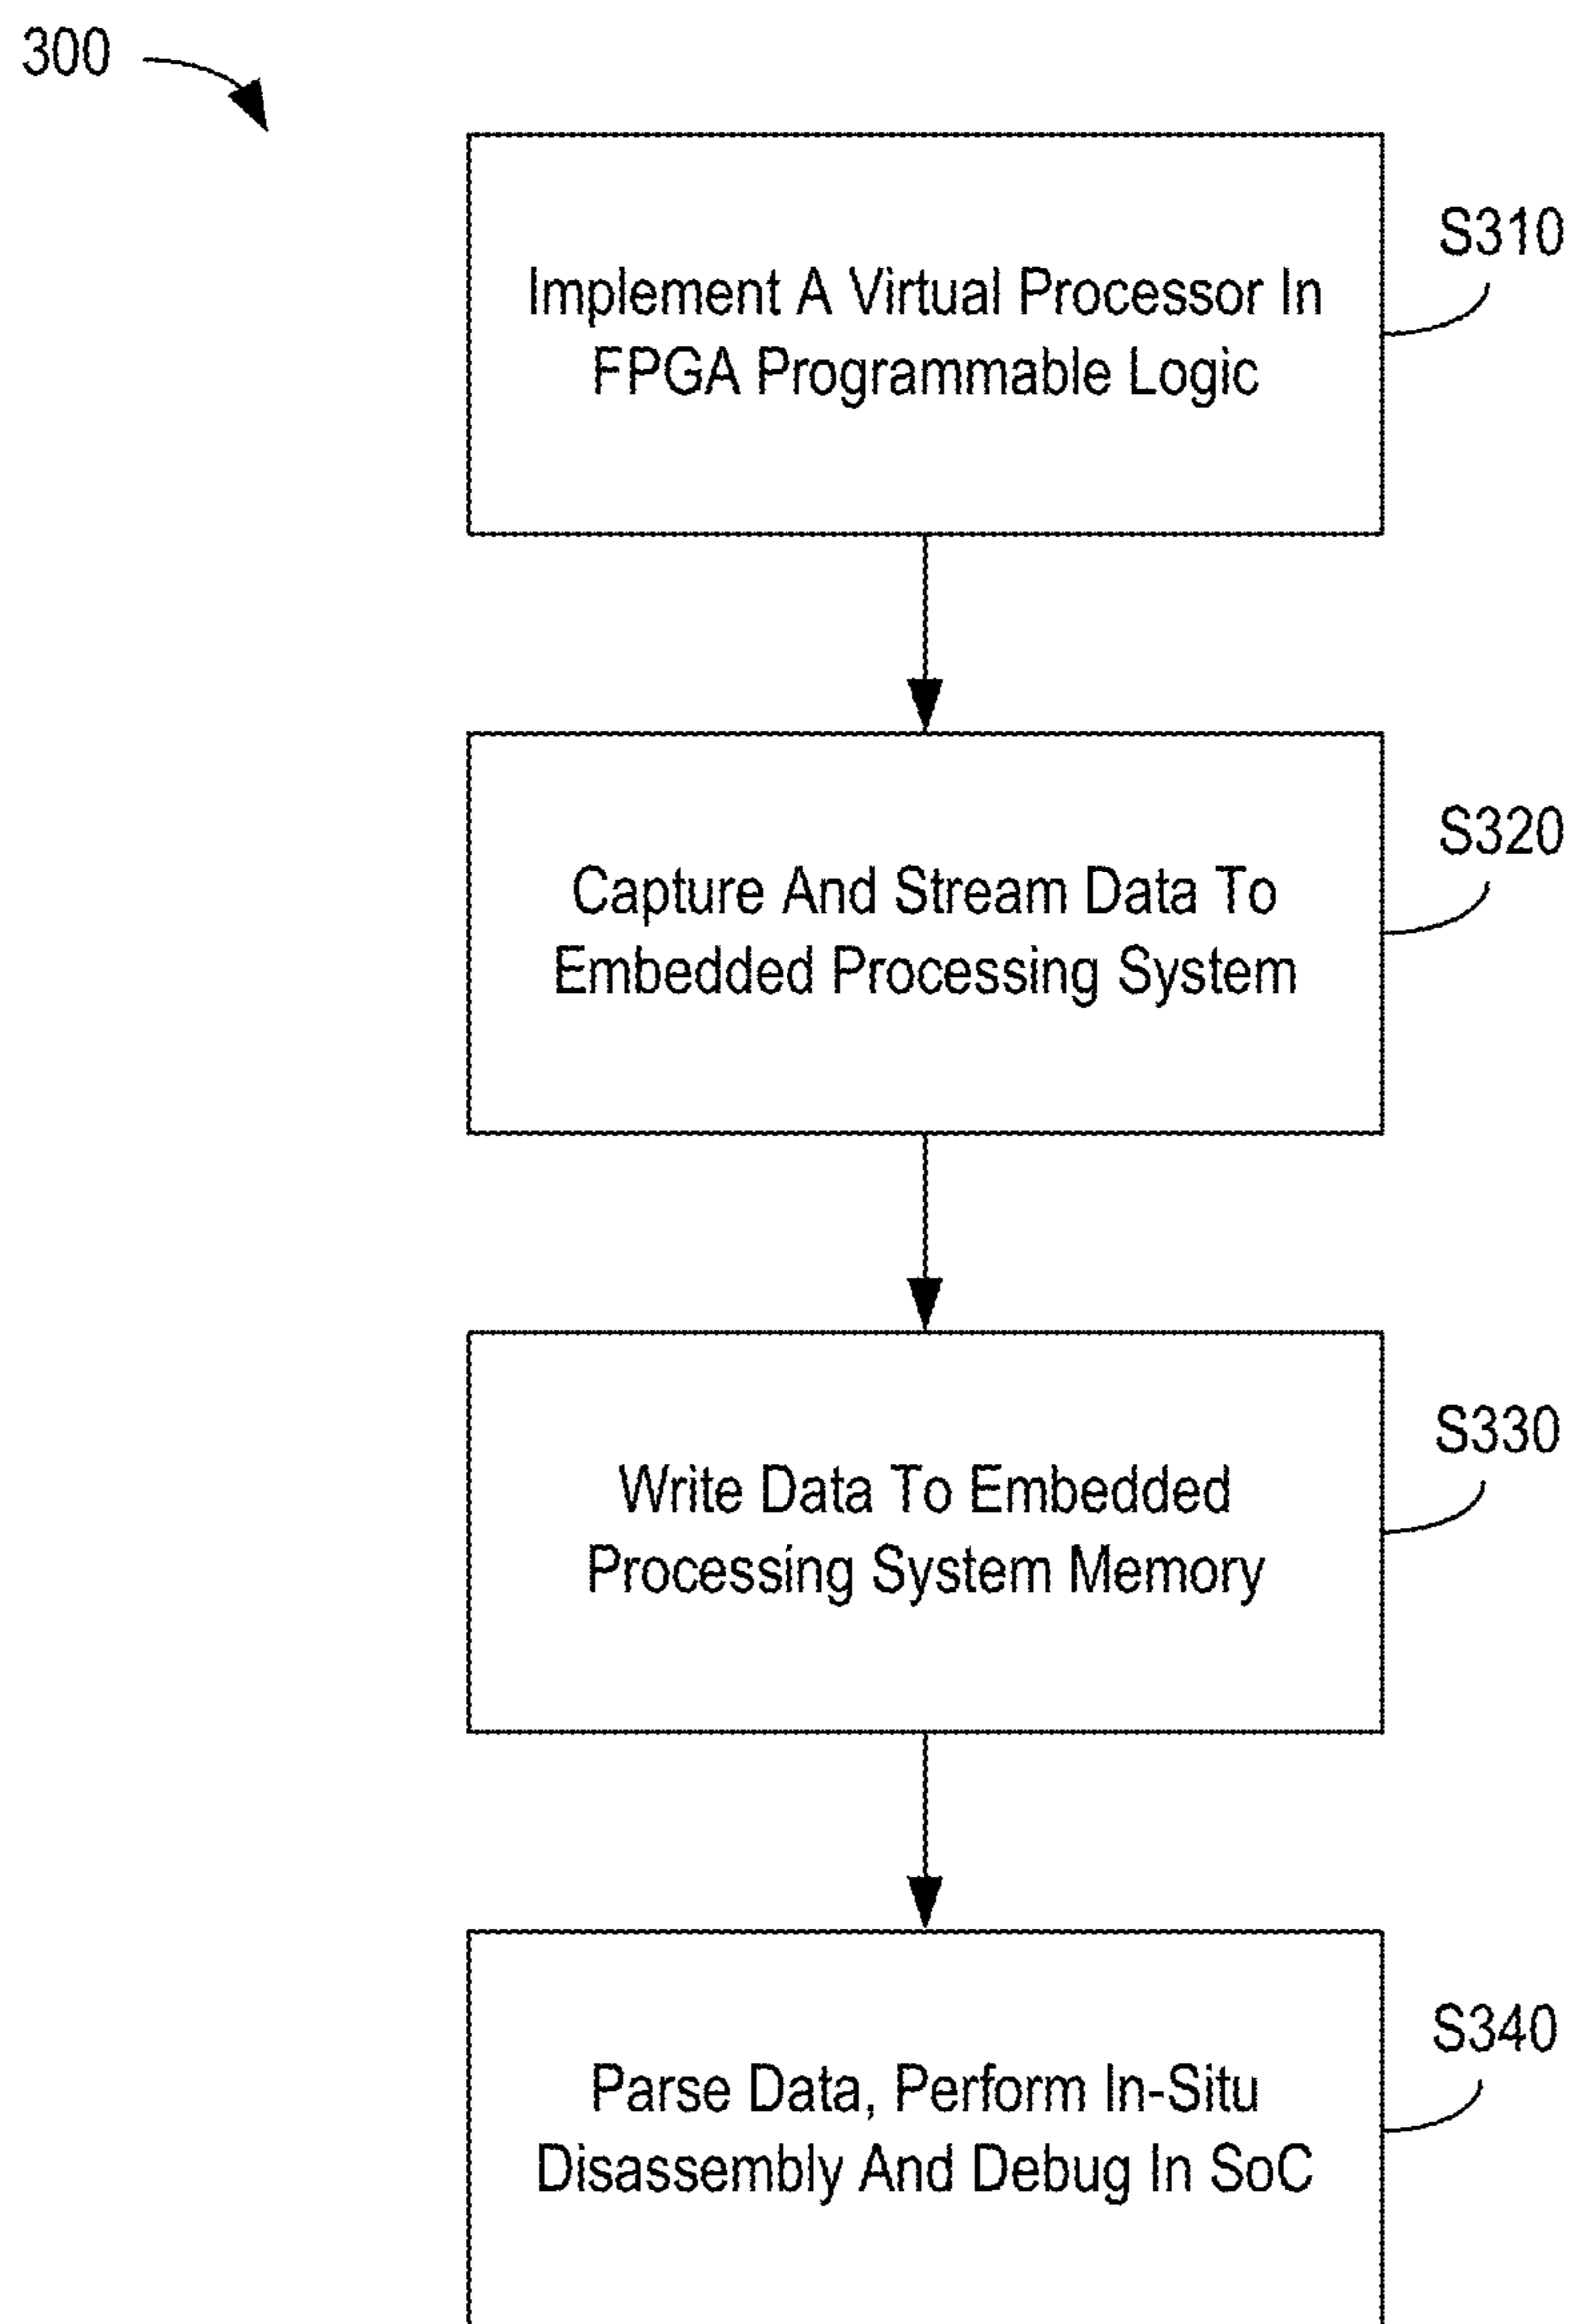 300
S310
Implement A Virtual Processor In
FPGA Programmable Logic
S320
Capture And Stream Data To
Embedded Processing System
S330
Write Data To Embedded
Processing System Memory
S340
Parse Data, Perform In-Situ
Disassembly And Debug In SoC